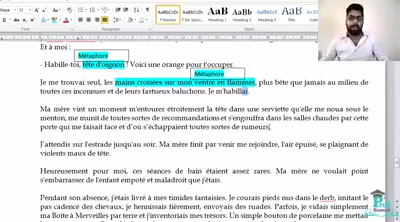 AaBbCcDc AaBbCcDc AaBbC AaBbCc AaB AaBbCc
¶ Normal ¶ No Spac... Heading 1 Heading 2 Title Subtitle
Paragraph
Styles
Et à moi :
Métaphore
- Habille-toi, tête d'oignon ! Voici une orange pour t'occuper.
Métaphore
Je me trouvai seul, les mains croisées sur mon ventre en flammes, plus bête que jamais au milieu de
toutes ces inconnues et de leurs fastueux baluchons. Je m'habillai.
Ma mère vint un moment m'entourer étroitement la tête dans une serviette qu'elle me noua sous le
menton, me munit de toutes sortes de recommandations et s'engouffra dans les salles chaudes par cette
porte qui me faisait face et d'où s'échappaient toutes sortes de rumeurs
J'attendis sur l'estrade jusqu'au soir. Ma mère finit par venir me rejoindre, l'air épuisé, se plaignant de
violents maux de tête.
Heureusement pour moi, ces séances de bain étaient assez rares. Ma mère ne voulait point
s'embarrasser de l'enfant empoté et maladroit que j'étais.
Pendant son absence, j'étais livré à mes timides fantaisies. Je courais pieds nus dans le derb, imitant le
pas cadencé des chevaux, je hennissais fièrement, envoyais des ruades. Parfois, je vidais simplement
ma Boîte à Merveilles par terre et j'inventoriais mes trésors. Un simple bouton de porcelaine me mettait